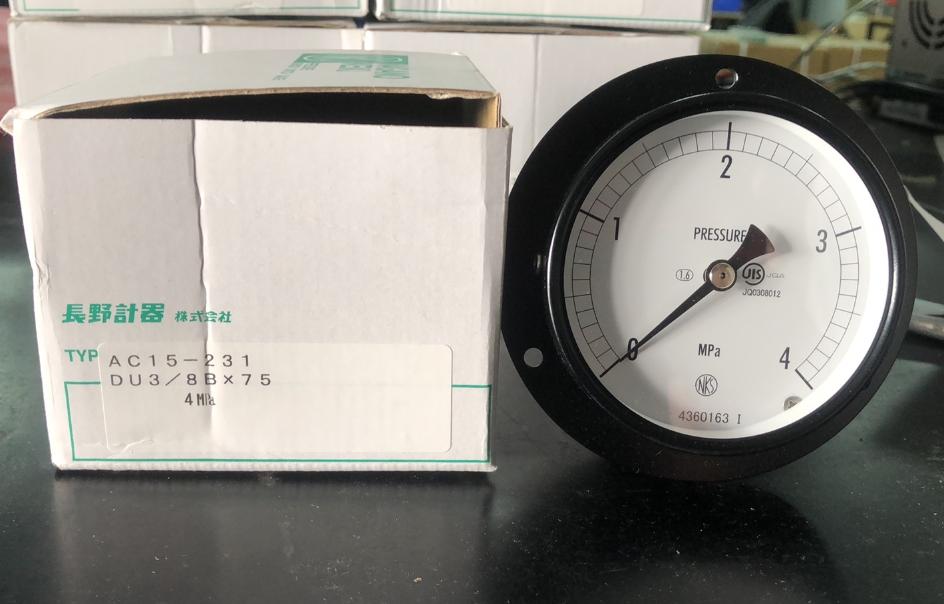 長野計器 株式会社
TYP
AC15-231
DU3/8B×75
4MPa
2
1
3
PRESSURE
1.6
JIS
JQ0308012
0
MPa
4
NKS
4360163 I